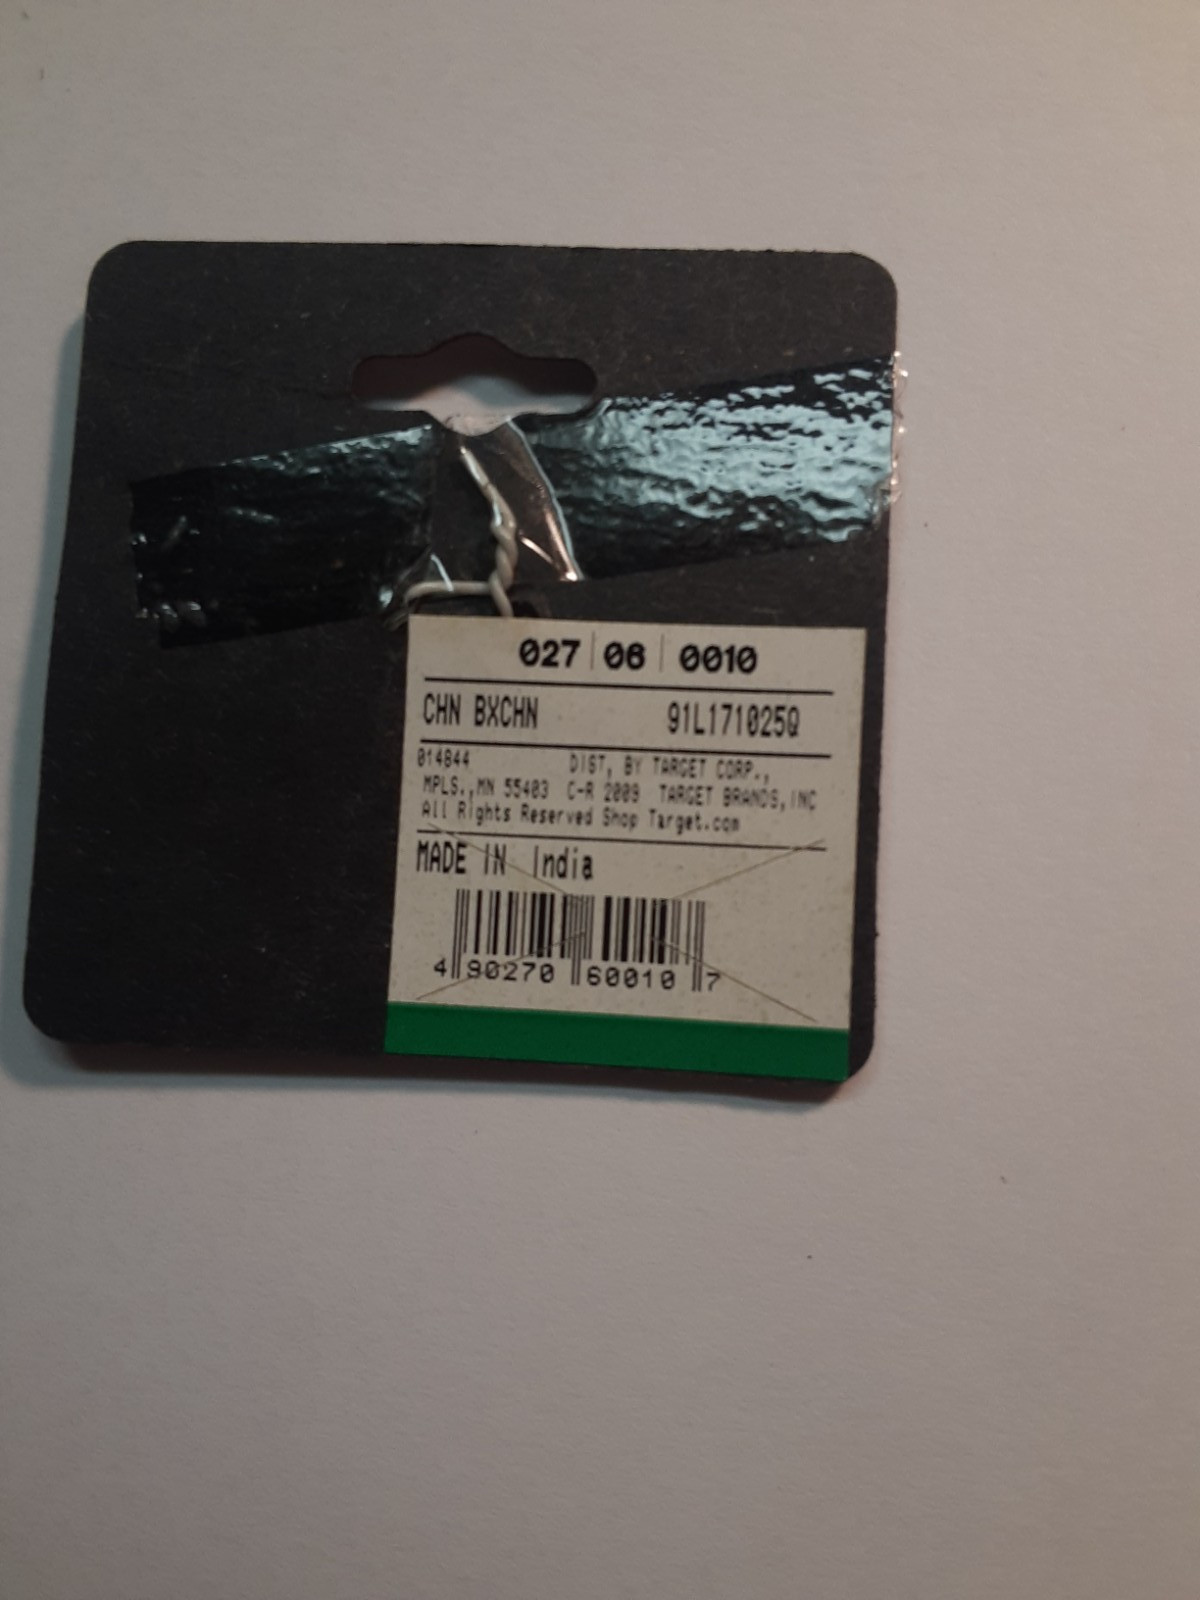 027 06 0010
CHN BXCHN 91L171025Q
014844 DIST, BY TARGET CORP.,
MPLS.,MN 55403 C-R 2009 TARGET BRANDS,INC
All Rights Reserved Shop Target.com
MADE IN India
4 90270 60010 7